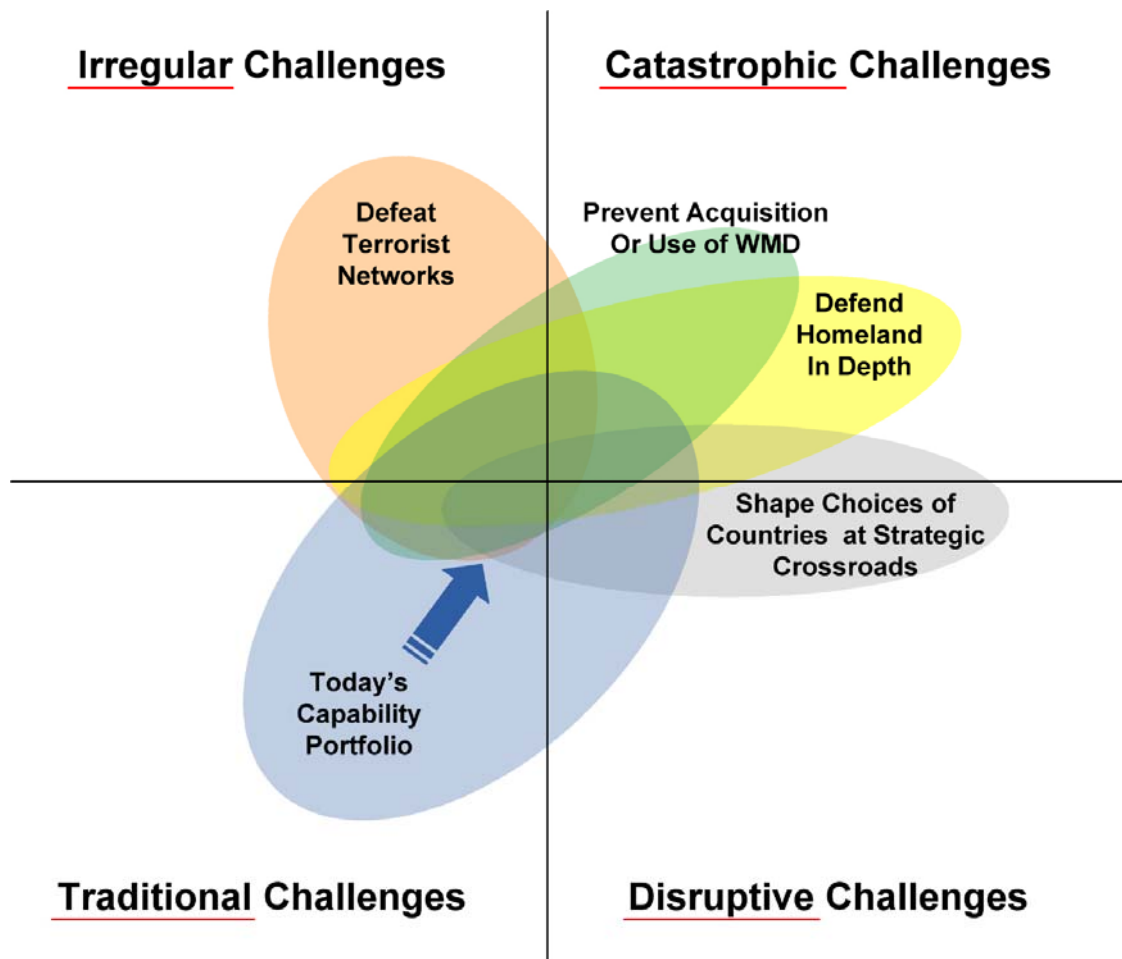 Irregular Challenges
Catastrophic Challenges
Defeat
Terrorist
Networks
Prevent Acquisition
Or Use of WMD
Defend
Homeland
In Depth
Shape Choices of
Countries at Strategic
Crossroads
Today's
Capability
Portfolio
Traditional Challenges
Disruptive Challenges